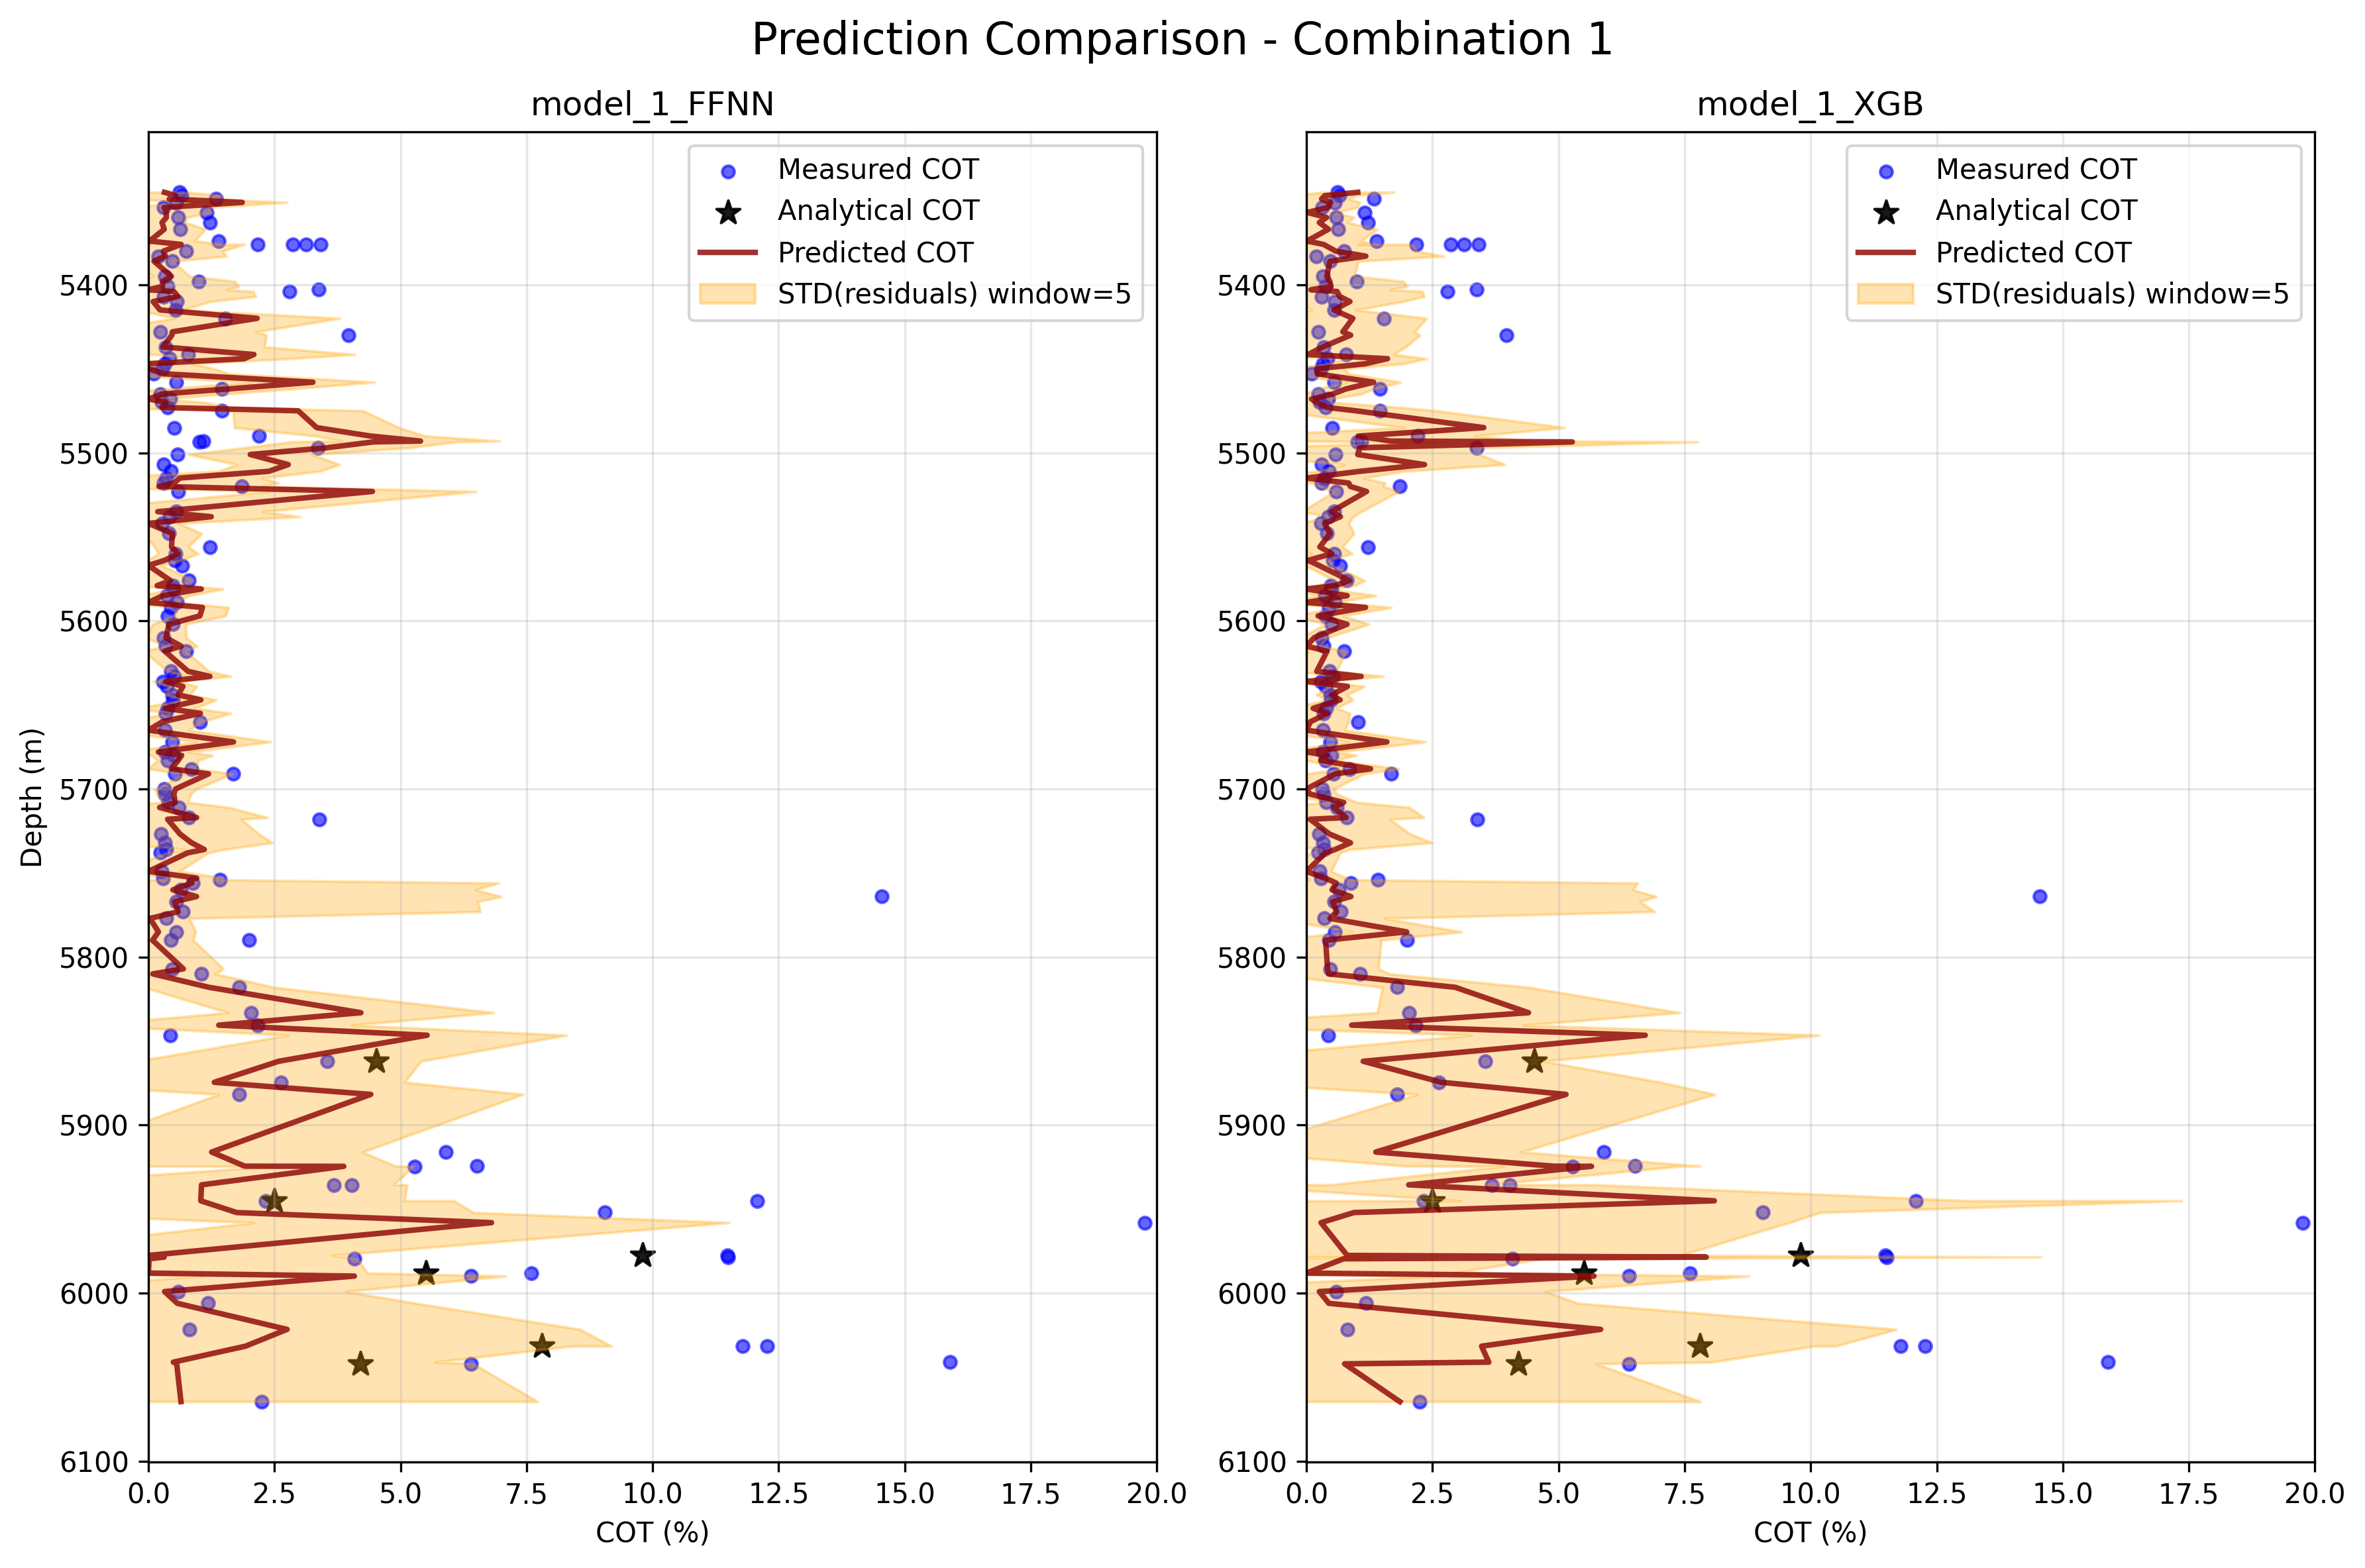 Prediction Comparison - Combination 1
model_1_FFNN
Measured COT
Analytical COT
Predicted COT
STD(residuals) window=5
Depth (m)
5400
5500
5600
5700
5800
5900
6000
6100
0.0 2.5 5.0 7.5 10.0 12.5 15.0 17.5 20.0
COT (%)
model_1_XGB
Measured COT
Analytical COT
Predicted COT
STD(residuals) window=5
5400
5500
5600
5700
5800
5900
6000
6100
0.0 2.5 5.0 7.5 10.0 12.5 15.0 17.5 20.0
COT (%)